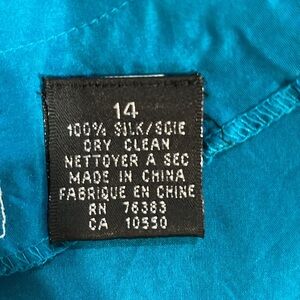 14
100% SILK/SOIE
DRY CLEAN
NETTOYER A SEC
MADE IN CHINA
FABRIQUE EN CHINE
RN 76383
CA 10550